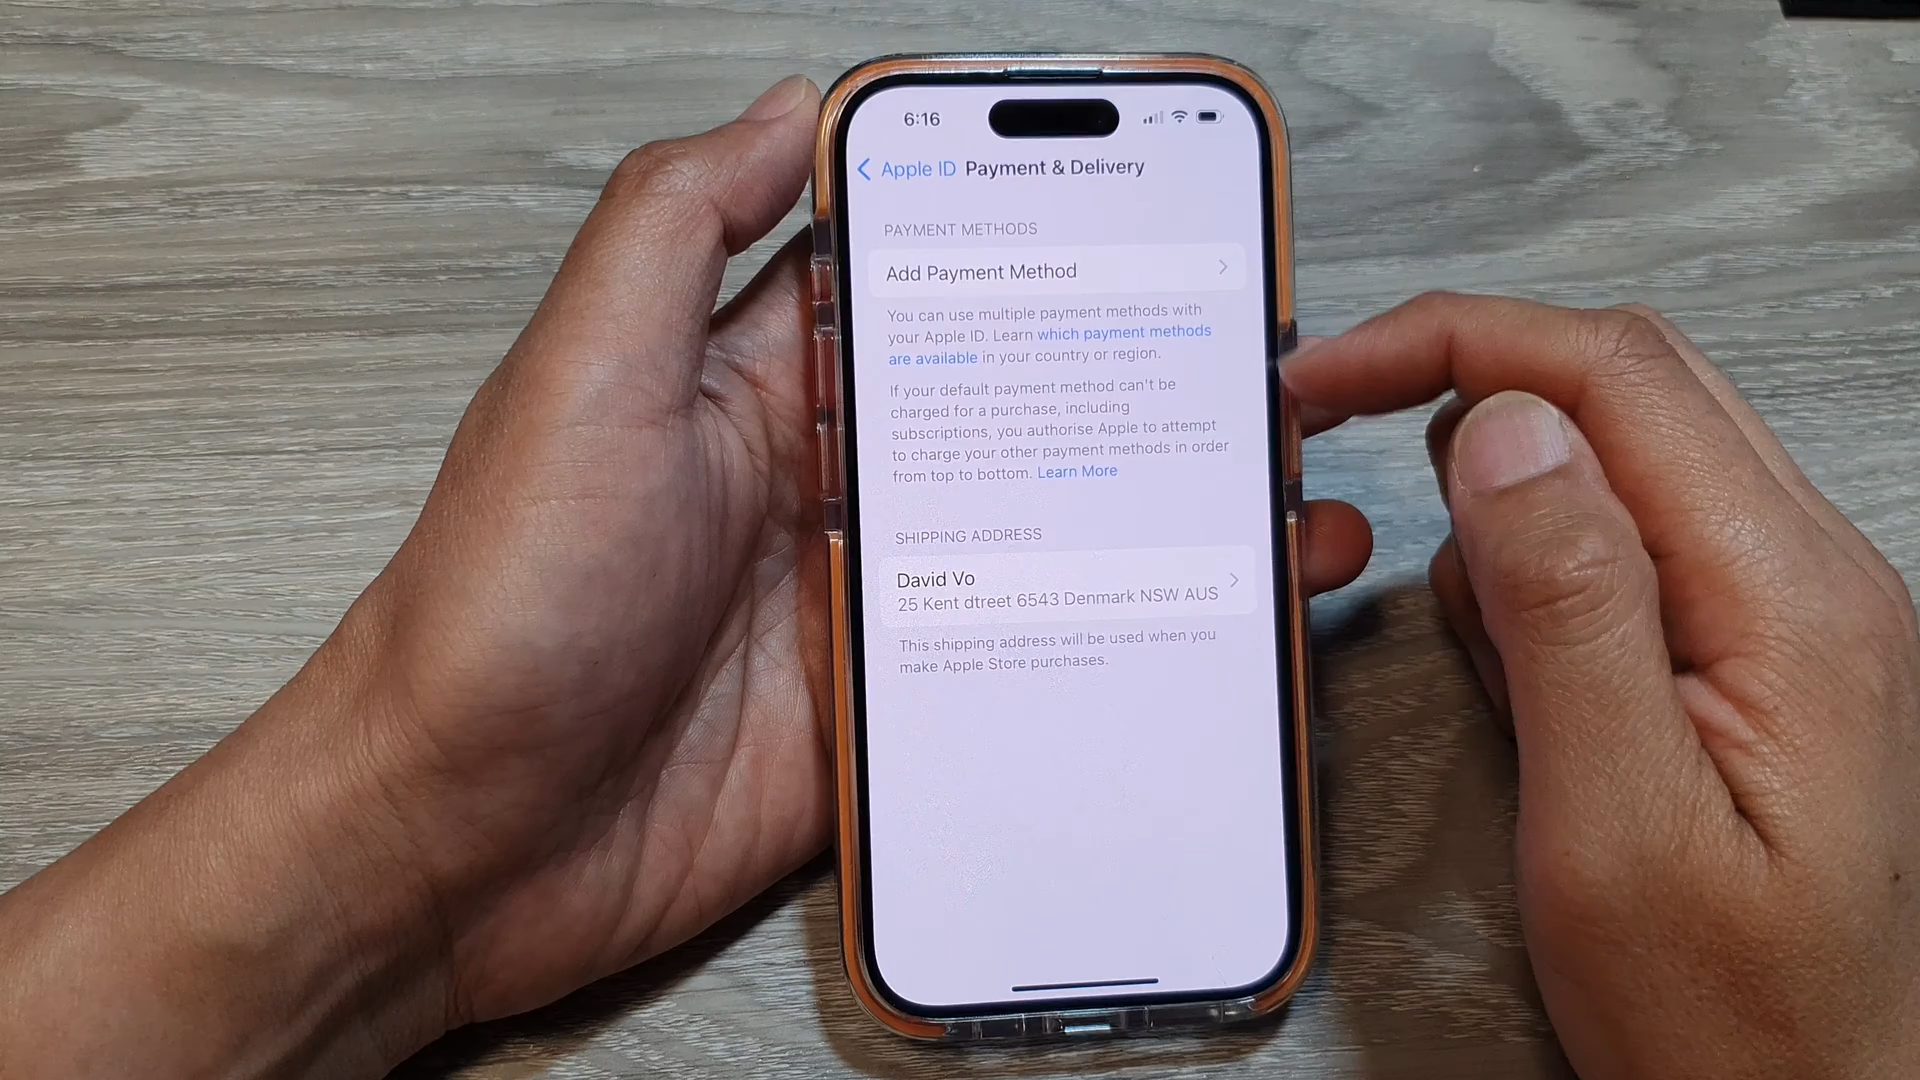 6:16
Apple ID Payment & Delivery
PAYMENT METHODS
Add Payment Method
You can use multiple payment methods with
your Apple ID. Learn which payment methods
are available in your country or region.
If your default payment method can't be
charged for a purchase, including
subscriptions, you authorise Apple to attempt
to charge your other payment methods in order
from top to bottom. Learn More
SHIPPING ADDRESS
David Vo
25 Kent dtreet 6543 Denmark NSW AUS
This shipping address will be used when you
make Apple Store purchases.